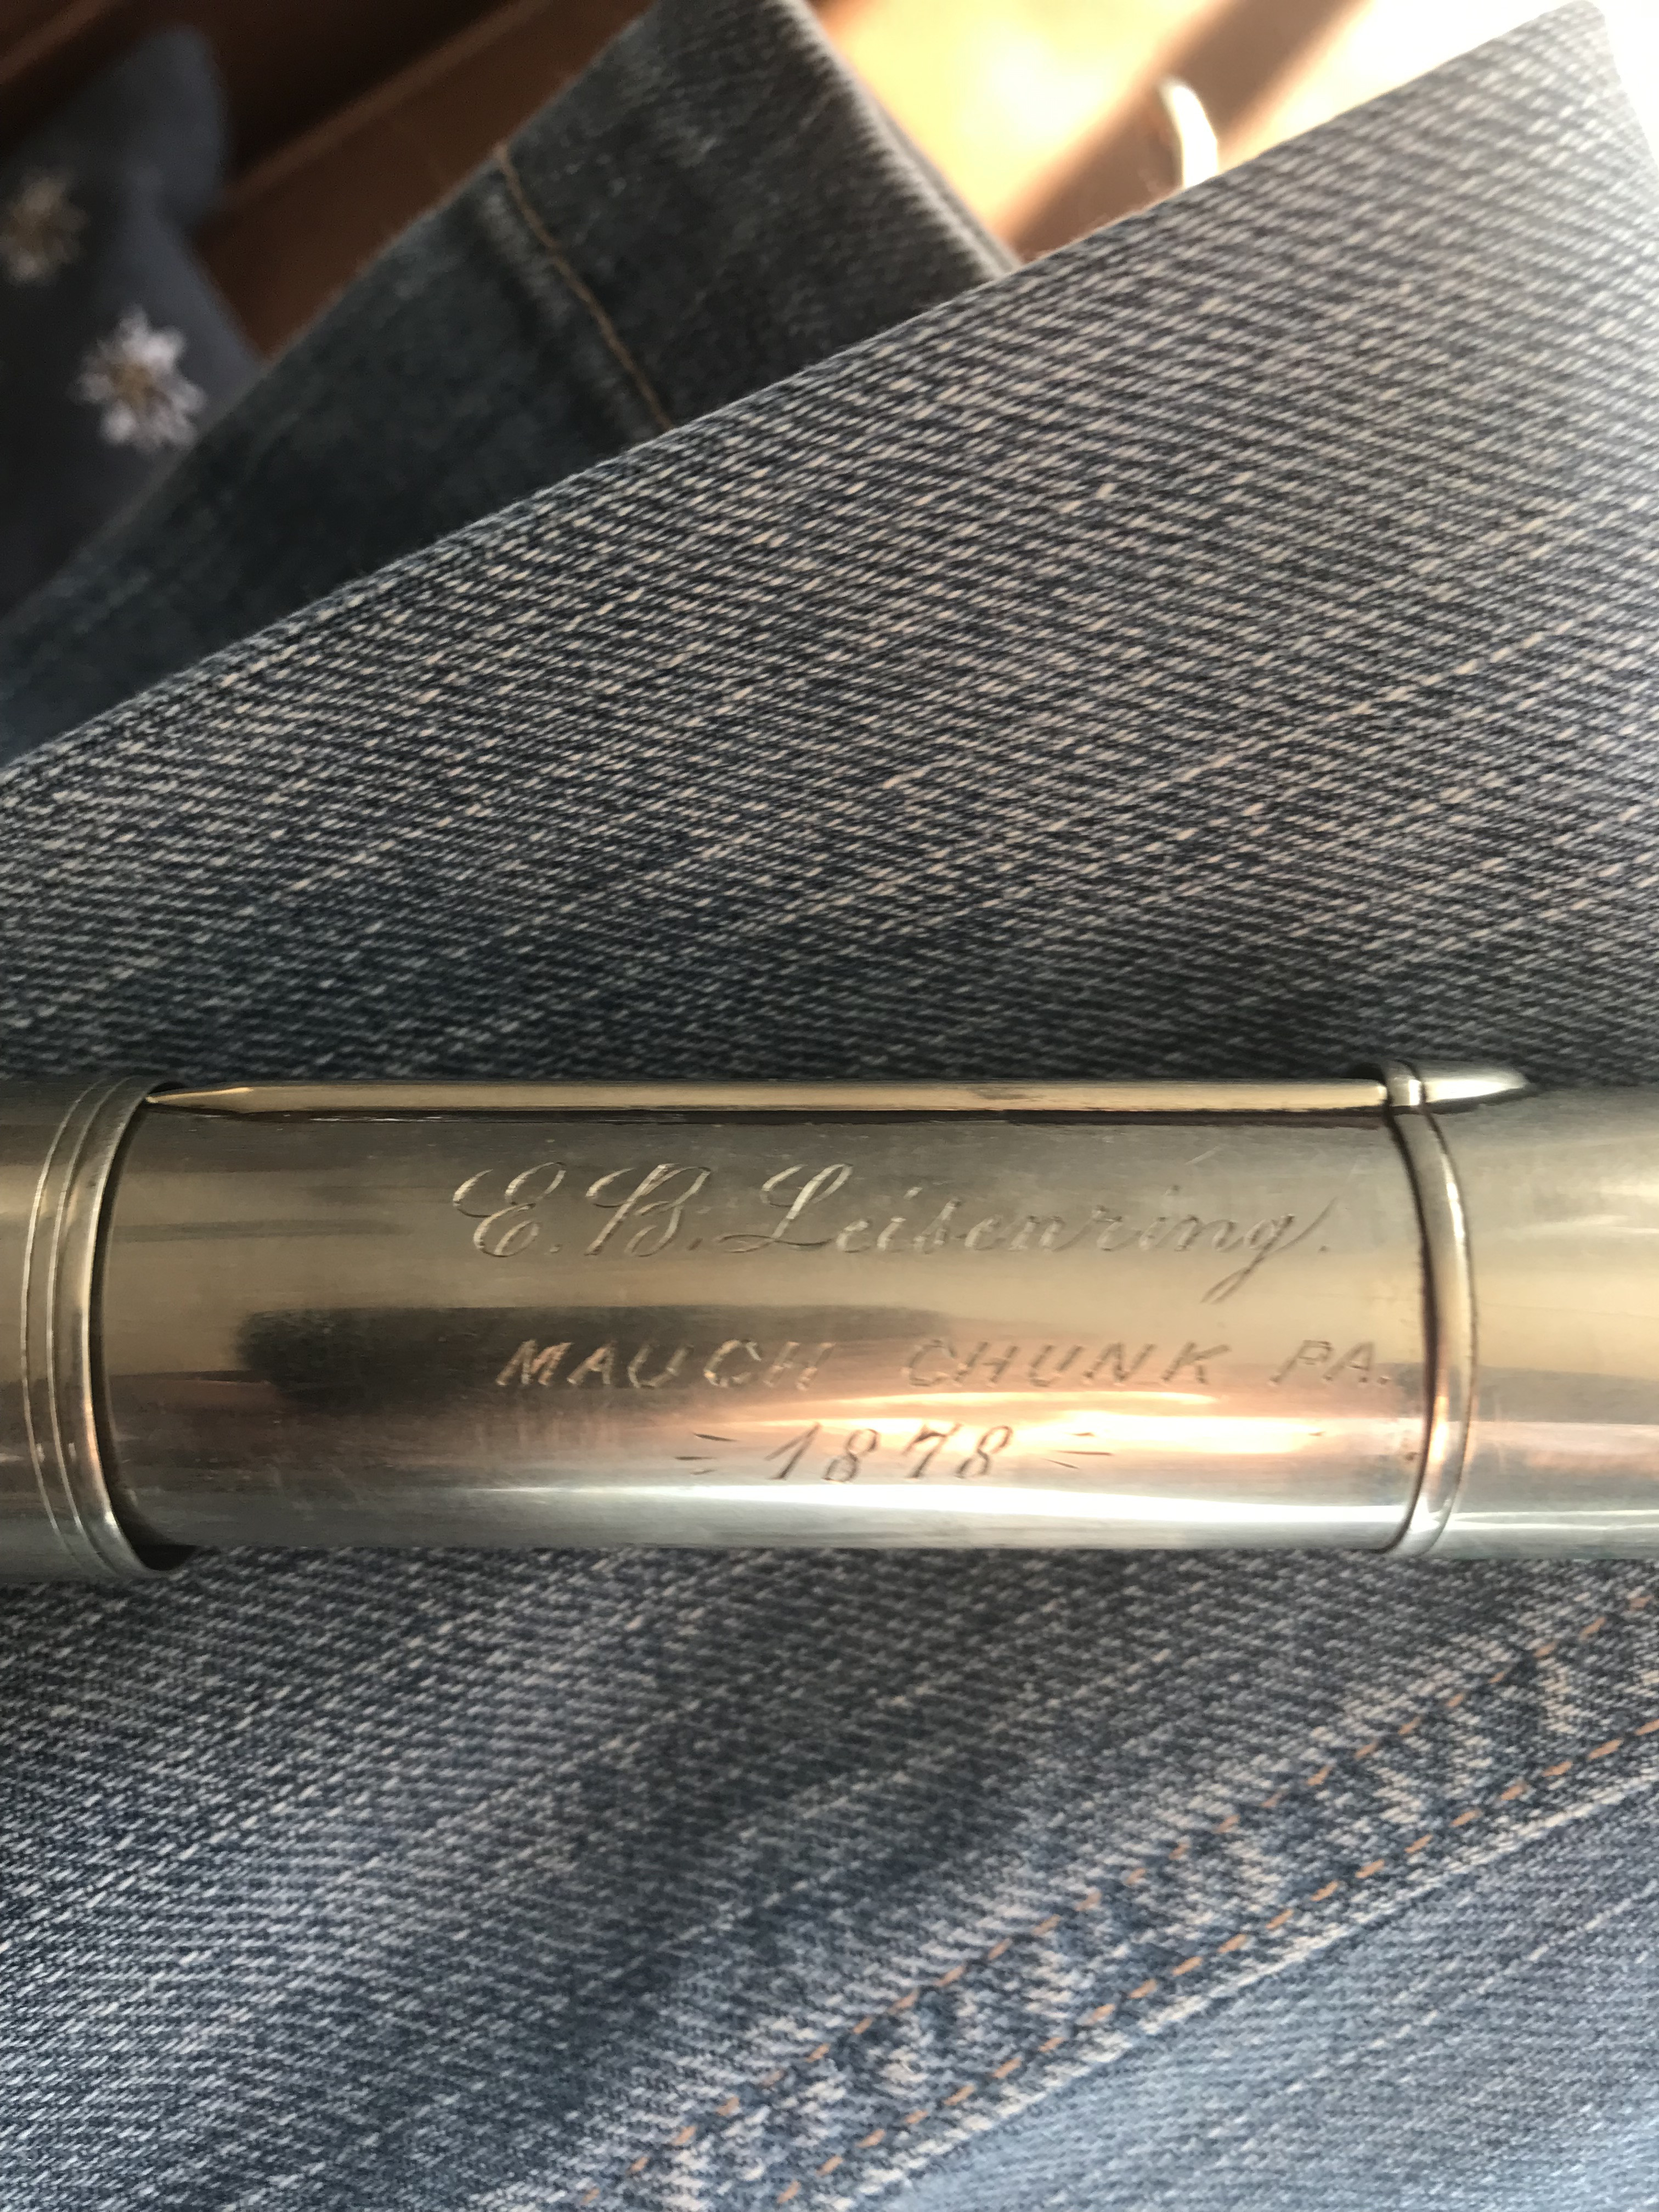 E. B. Leisenring.
MAUCH CHUNK PA.
1878